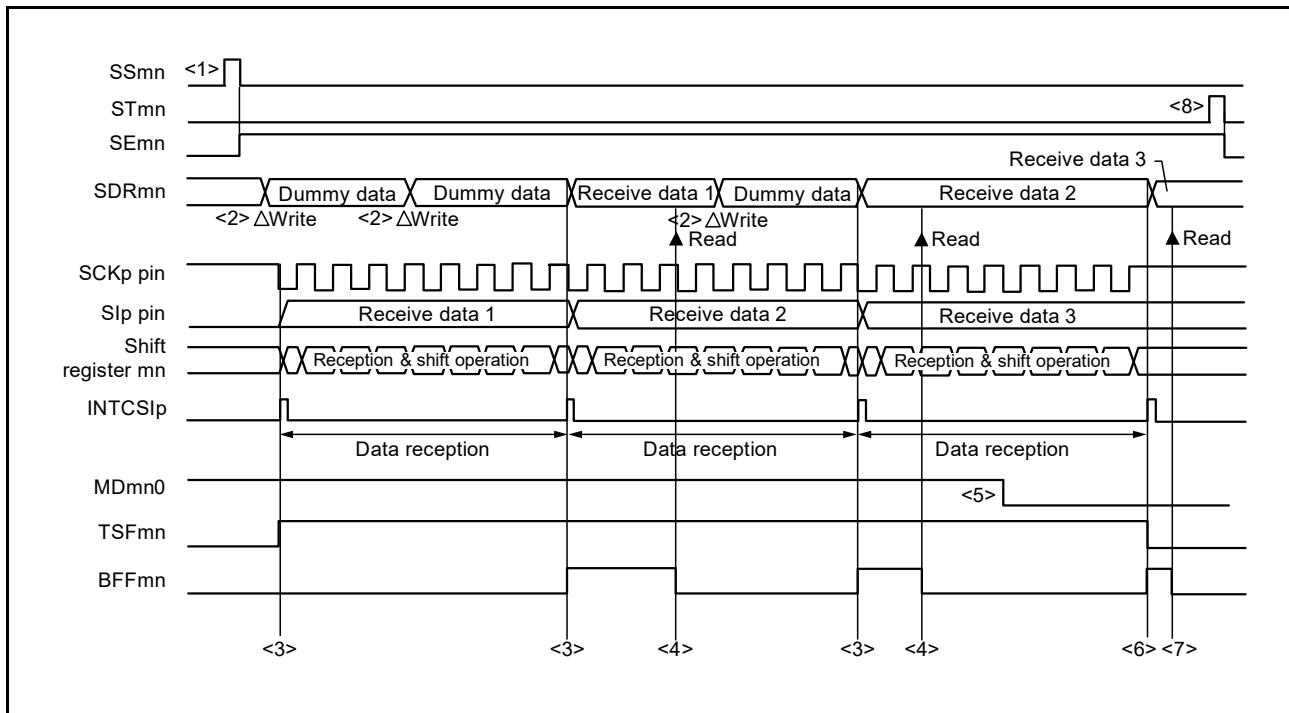 SSmn <1>
STmn <8>
SEmn
Receive data 3
SDRmn Dummy data Dummy data Receive data 1 Dummy data Receive data 2
<2> △Write <2> △Write <2> △Write
▲Read ▲Read ▲Read
SCKp pin
SIp pin Receive data 1 Receive data 2 Receive data 3
Shift
register mn Reception & shift operation Reception & shift operation Reception & shift operation
INTCSIp
Data reception Data reception Data reception
MDmn0 <5>
TSFmn
BFFmn
<3> <3> <4> <3> <4> <6> <7>